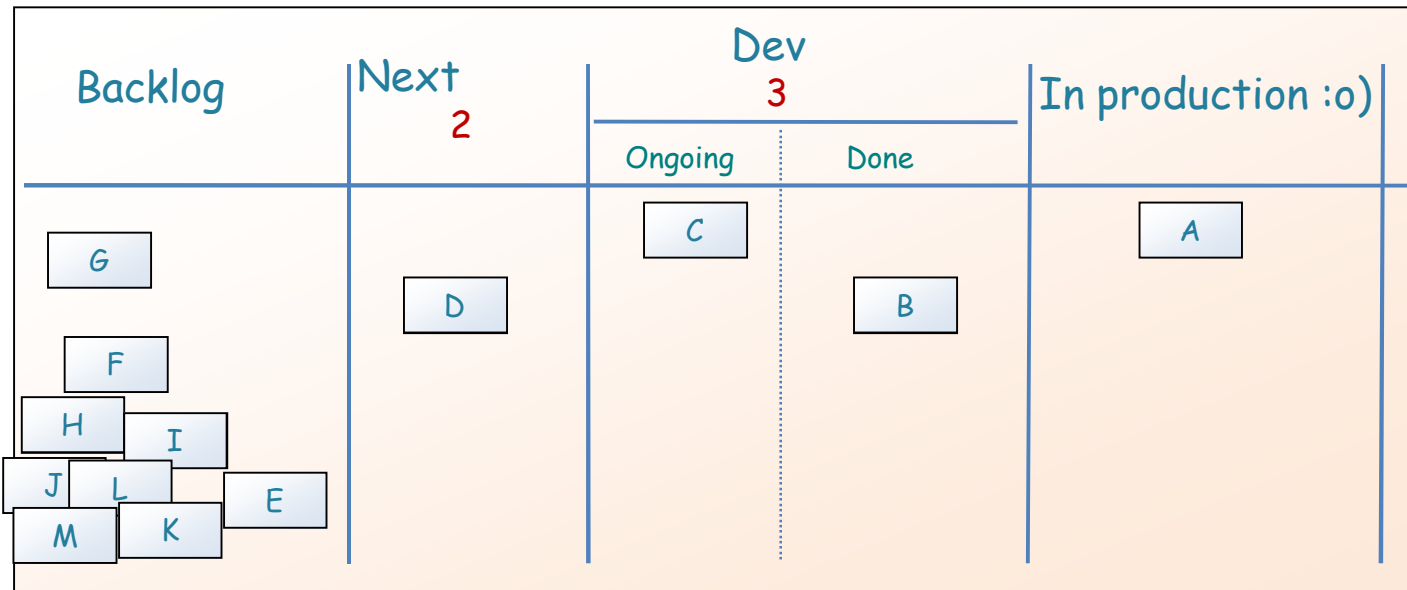 Backlog
Next
2
Dev
3
In production :o)
Ongoing
Done
G
F
H
I
J
L
E
M
K
D
C
B
A